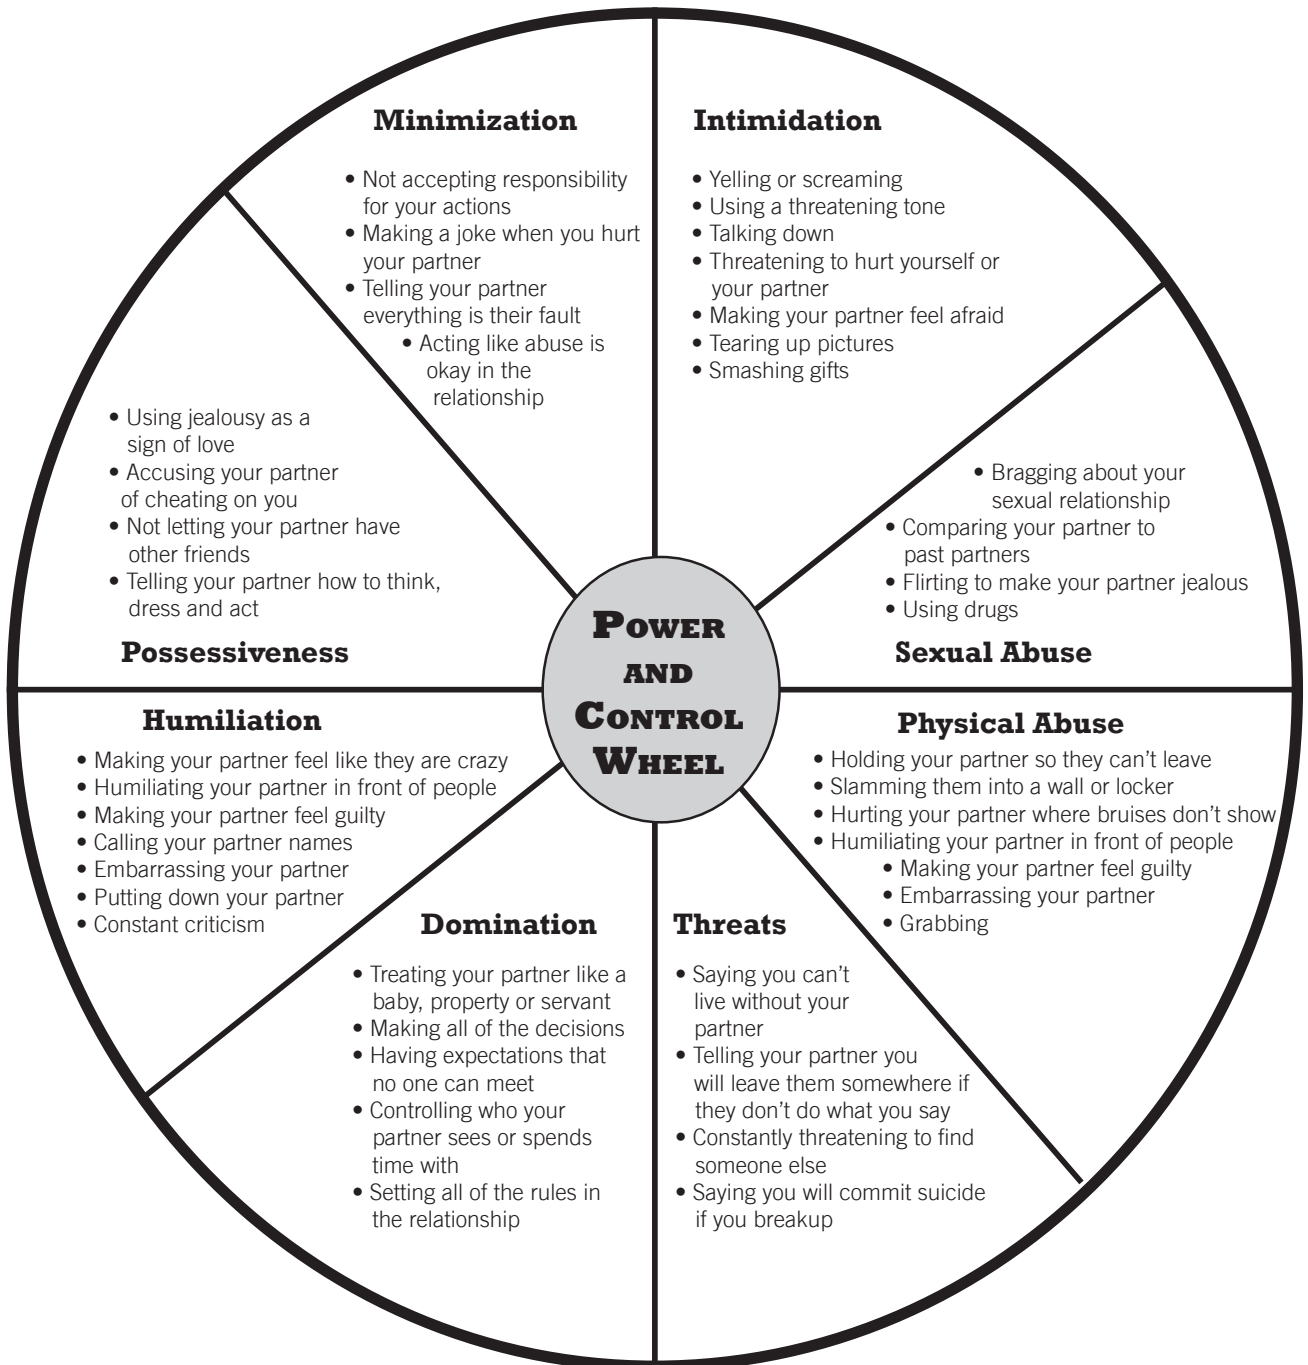 Minimization
• Not accepting responsibility
for your actions
• Making a joke when you hurt
your partner
• Telling your partner
everything is their fault
• Acting like abuse is
okay in the
relationship
Intimidation
• Yelling or screaming
• Using a threatening tone
• Talking down
• Threatening to hurt yourself or
your partner
• Making your partner feel afraid
• Tearing up pictures
• Smashing gifts
• Using jealousy as a
sign of love
• Accusing your partner
of cheating on you
• Not letting your partner have
other friends
• Telling your partner how to think,
dress and act
Possessiveness
• Bragging about your
sexual relationship
• Comparing your partner to
past partners
• Flirting to make your partner jealous
• Using drugs
Sexual Abuse
POWER
AND
CONTROL
WHEEL
Humiliation
• Making your partner feel like they are crazy
• Humiliating your partner in front of people
• Making your partner feel guilty
• Calling your partner names
• Embarrassing your partner
• Putting down your partner
• Constant criticism
Physical Abuse
• Holding your partner so they can't leave
• Slamming them into a wall or locker
• Hurting your partner where bruises don't show
• Humiliating your partner in front of people
• Making your partner feel guilty
• Embarrassing your partner
• Grabbing
Domination
• Treating your partner like a
baby, property or servant
• Making all of the decisions
• Having expectations that
no one can meet
• Controlling who your
partner sees or spends
time with
• Setting all of the rules in
the relationship
Threats
• Saying you can't
live without your
partner
• Telling your partner you
will leave them somewhere if
they don't do what you say
• Constantly threatening to find
someone else
• Saying you will commit suicide
if you breakup